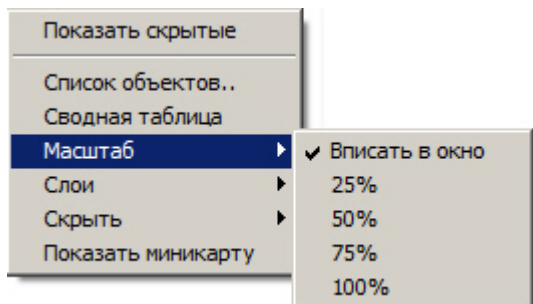 Показать скрытые
Список объектов..
Сводная таблица
Масштаб
Слои
Скрыть
Показать миникарту
Вписать в окно
25%
50%
75%
100%